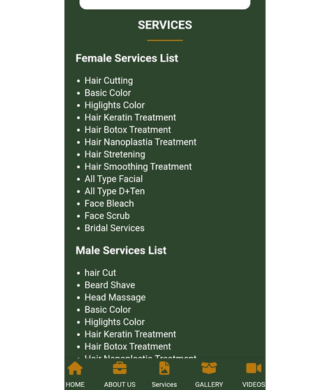 SERVICES
Female Services List
• Hair Cutting
• Basic Color
• Higlights Color
• Hair Keratin Treatment
• Hair Botox Treatment
• Hair Nanoplastia Treatment
• Hair Stretening
• Hair Smoothing Treatment
• All Type Facial
• All Type D+Ten
• Face Bleach
• Face Scrub
• Bridal Services
Male Services List
• hair Cut
• Beard Shave
• Head Massage
• Basic Color
• Higlights Color
• Hair Keratin Treatment
• Hair Botox Treatment
• Hair Nanoplastia Treatment
HOME ABOUT US Services GALLERY VIDEOS